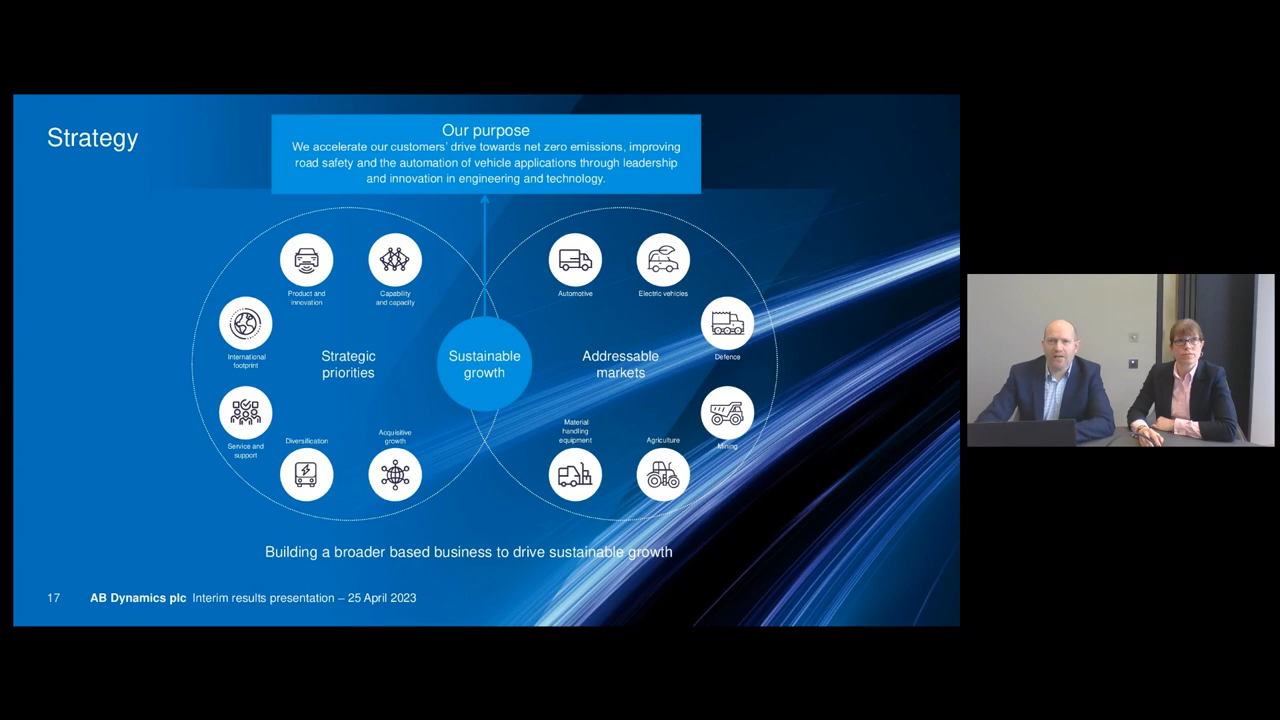 Strategy
Our purpose
We accelerate our customers' drive towards net zero emissions, improving
road safety and the automation of vehicle applications through leadership
and innovation in engineering and technology.
Product and
innovation
Capability
and capacity
International
footprint
Strategic
priorities
Service and
support
Diversification
Acquisitive
growth
Sustainable
growth
Automotive
Electric vehicles
Defence
Addressable
markets
Mining
Material
handling
equipment
Agriculture
Building a broader based business to drive sustainable growth
17 AB Dynamics plc Interim results presentation – 25 April 2023